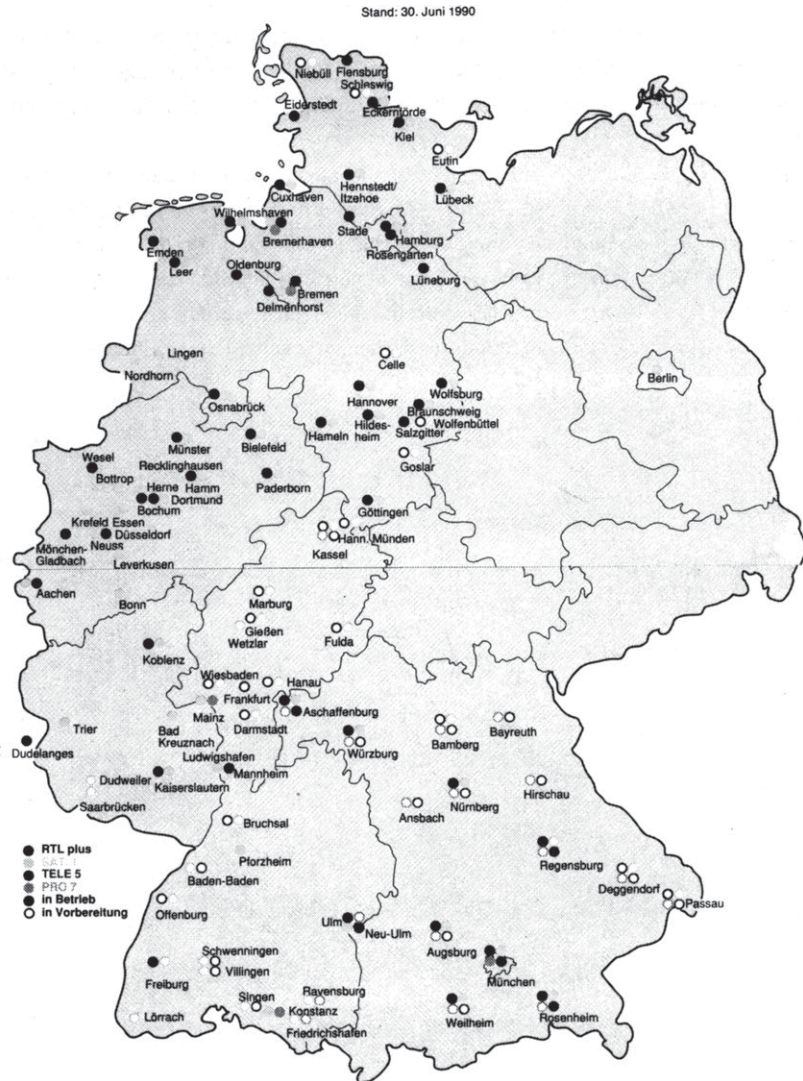 Stand: 30. Juni 1990
Niebüll
Flensburg
Schleswig
Eckernförde
Eiderstedt
Kiel
Eutin
Cuxhaven
Hennstedt/
Itzehoe
Lübeck
Wilhelmshaven
Stade
Bremerhaven
Hamburg
Rosengarten
Emden
Leer
Oldenburg
Lüneburg
Bremen
Delmenhorst
Lingen
Celle
Nordhorn
Berlin
Osnabrück
Hannover
Wolfsburg
Braunschweig
Hameln
Hildes-
heim
Salzgitter
Wolfenbüttel
Münster
Bielefeld
Goslar
Wesel
Recklinghausen
Bottrop
Hamm
Paderborn
Herne
Dortmund
Bochum
Göttingen
Krefeld
Essen
Düsseldorf
Neuss
Mönchen-
Gladbach
Hann. Münden
Kassel
Leverkusen
Aachen
Bonn
Marburg
Gießen
Wetzlar
Fulda
Koblenz
Wiesbaden
Hanau
Frankfurt
Mainz
Aschaffenburg
Trier
Bad
Kreuznach
Darmstadt
Würzburg
Bamberg
Bayreuth
Dudelanges
Ludwigshafen
Mannheim
Dudweiler
Kaiserslautern
Saarbrücken
Nürnberg
Hirschau
Ansbach
Bruchsal
RTL plus
SAT. 1
TELE 5
PRO 7
in Betrieb
in Vorbereitung
Pforzheim
Baden-Baden
Regensburg
Deggendorf
Passau
Offenburg
Ulm
Neu-Ulm
Augsburg
Schwenningen
Villingen
Freiburg
München
Singen
Ravensburg
Konstanz
Lörrach
Friedrichshafen
Weilheim
Rosenheim